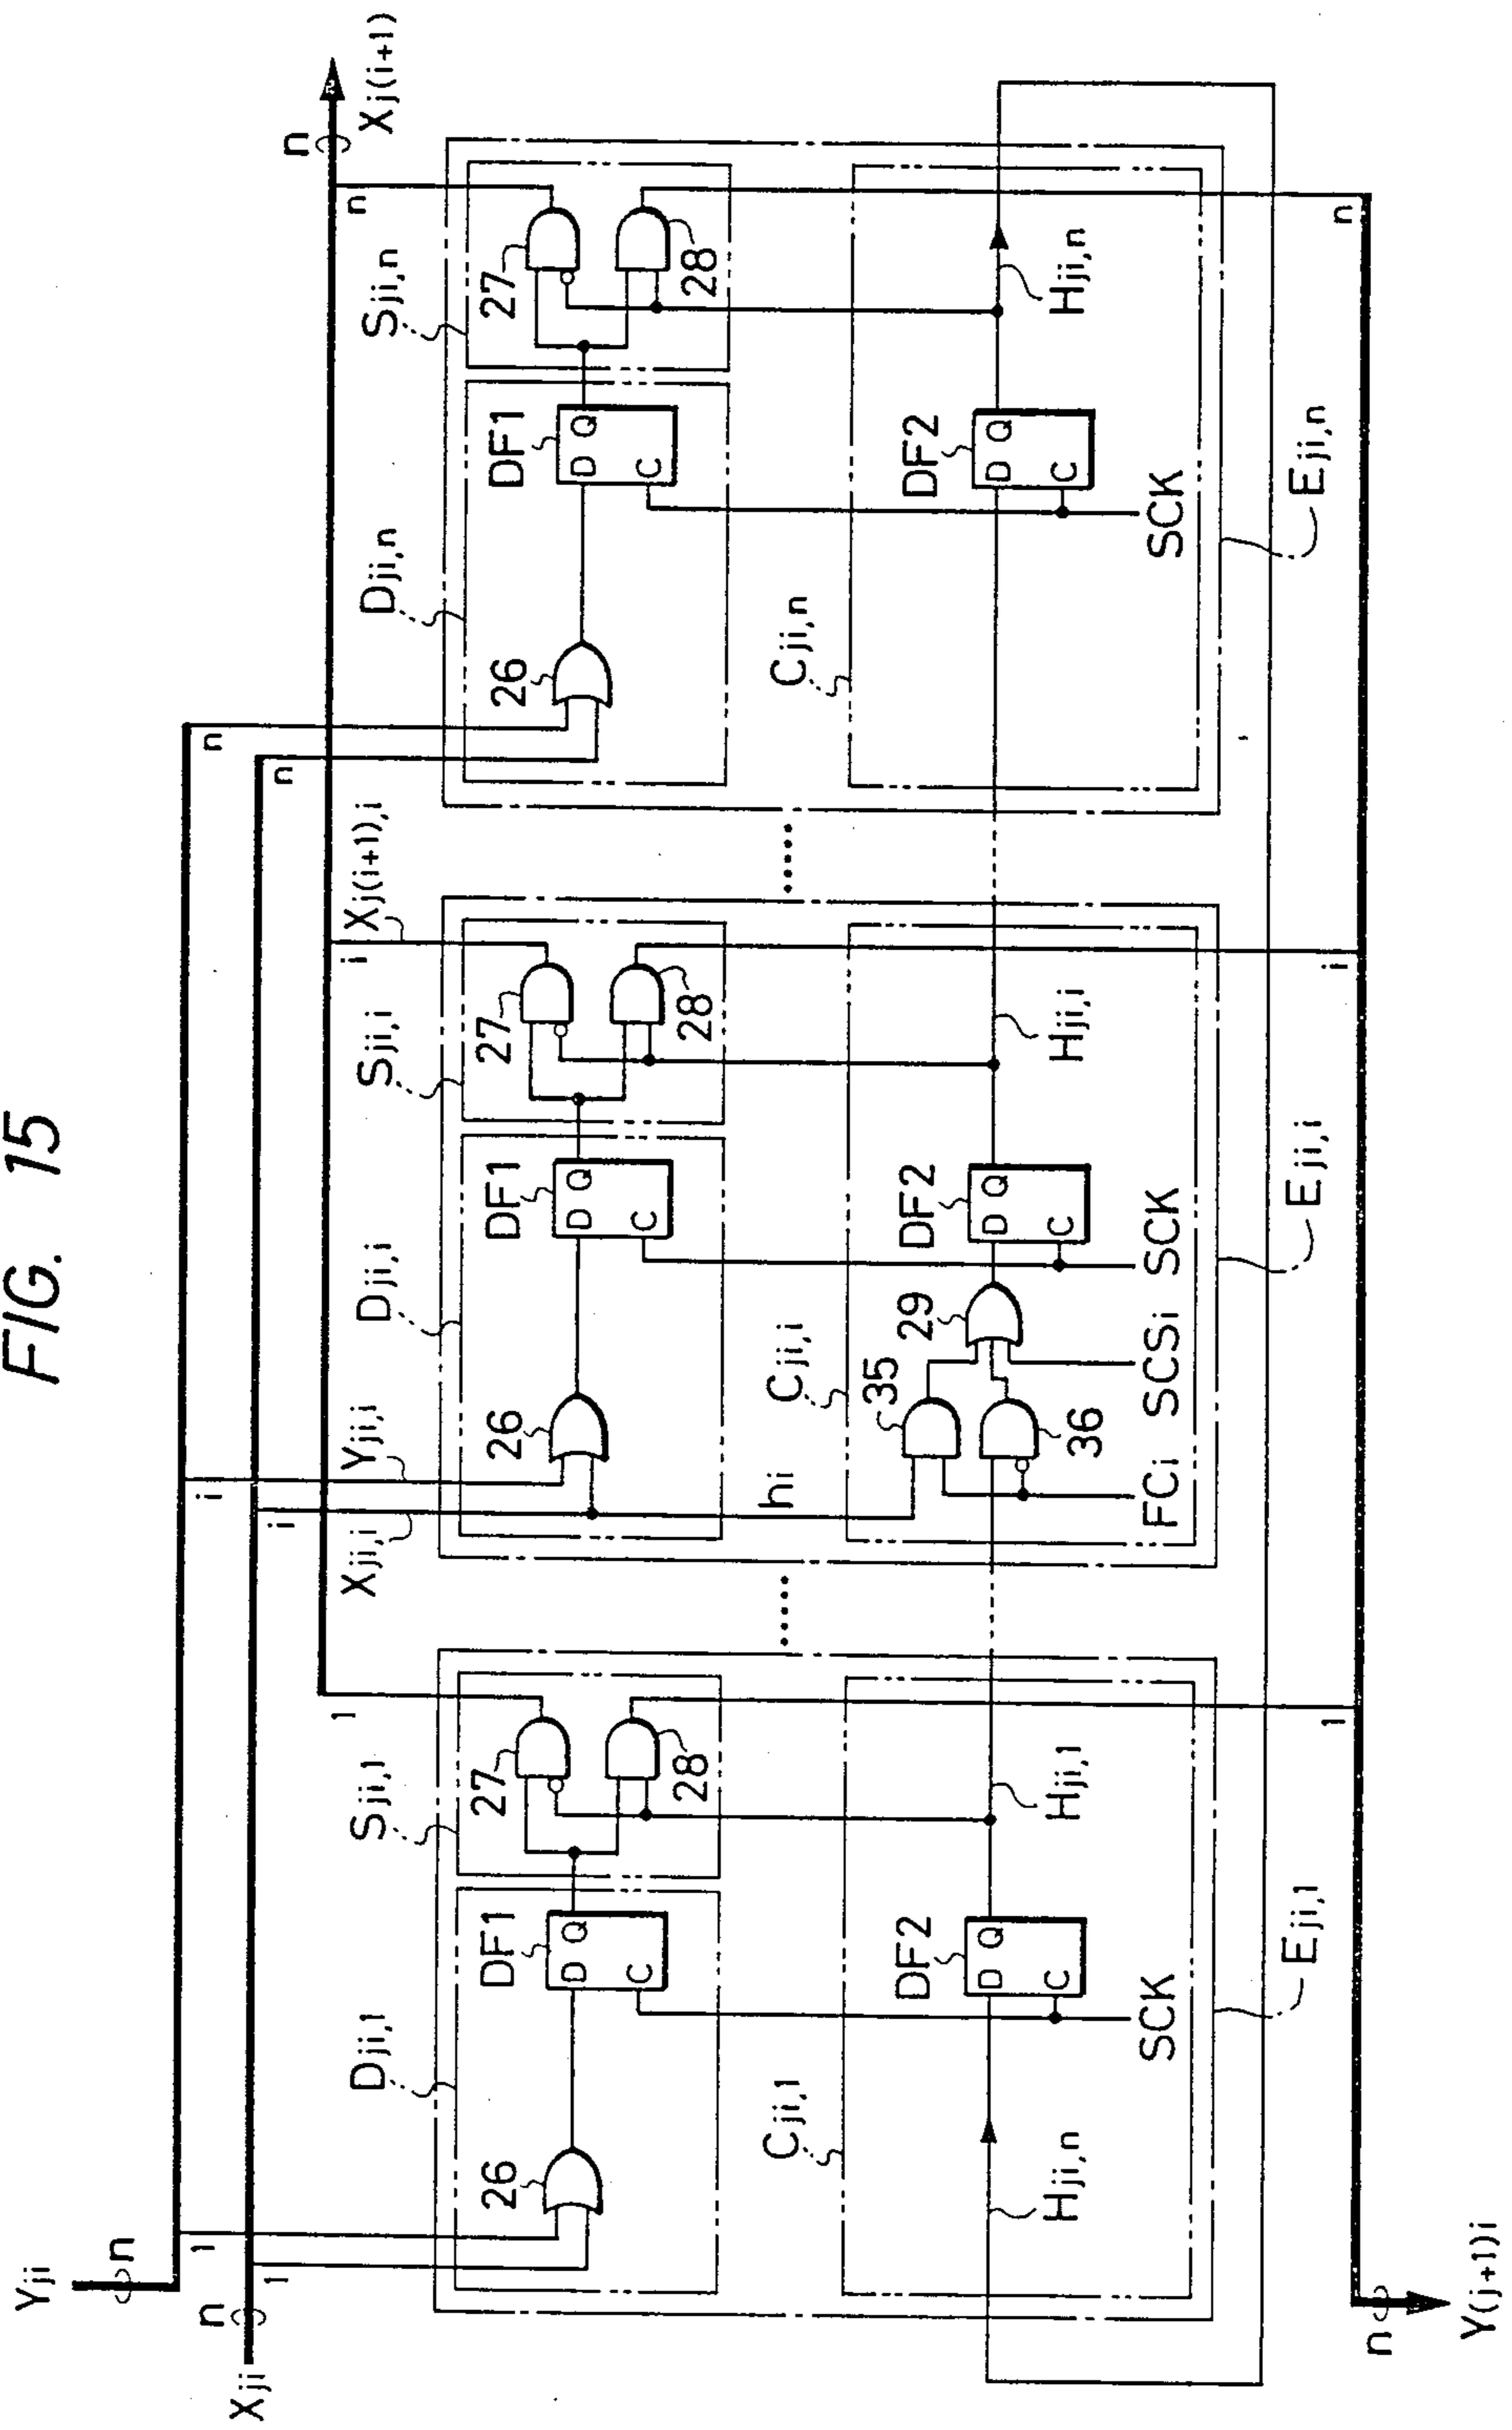 FIG. 15
Yji
n
n
Xji
Xj(i+1)
n
1
1
1
i
i
i
n
n
n
Xji,i
Yji,i
Xj(i+1),i
Dji,1
Sji,1
Dji,i
Sji,i
Dji,n
Sji,n
26
DF1
D Q
C
27
28
26
DF1
D Q
C
27
28
26
DF1
D Q
C
27
28
hi
Cji,1
Cji,i
Cji,n
Hji,n
DF2
D Q
C
SCK
Hji,1
35
36
29
FCi SCSi SCK
DF2
D Q
C
Hji,i
DF2
D Q
C
SCK
Hji,n
Eji,1
Eji,i
Eji,n
1
i
n
n
Y(j+1)i